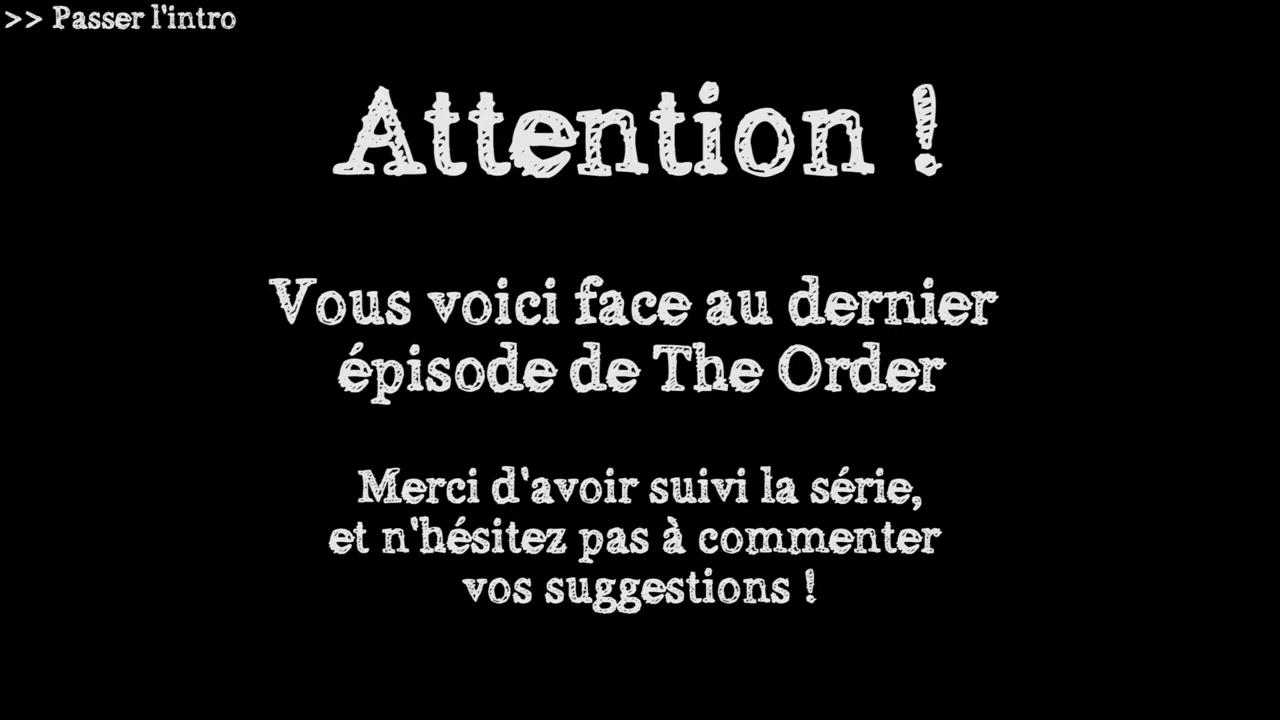 >> Passer l'intro
Attention !
Vous voici face au dernier
épisode de The Order
Merci d'avoir suivi la série,
et n'hésitez pas à commenter
vos suggestions !